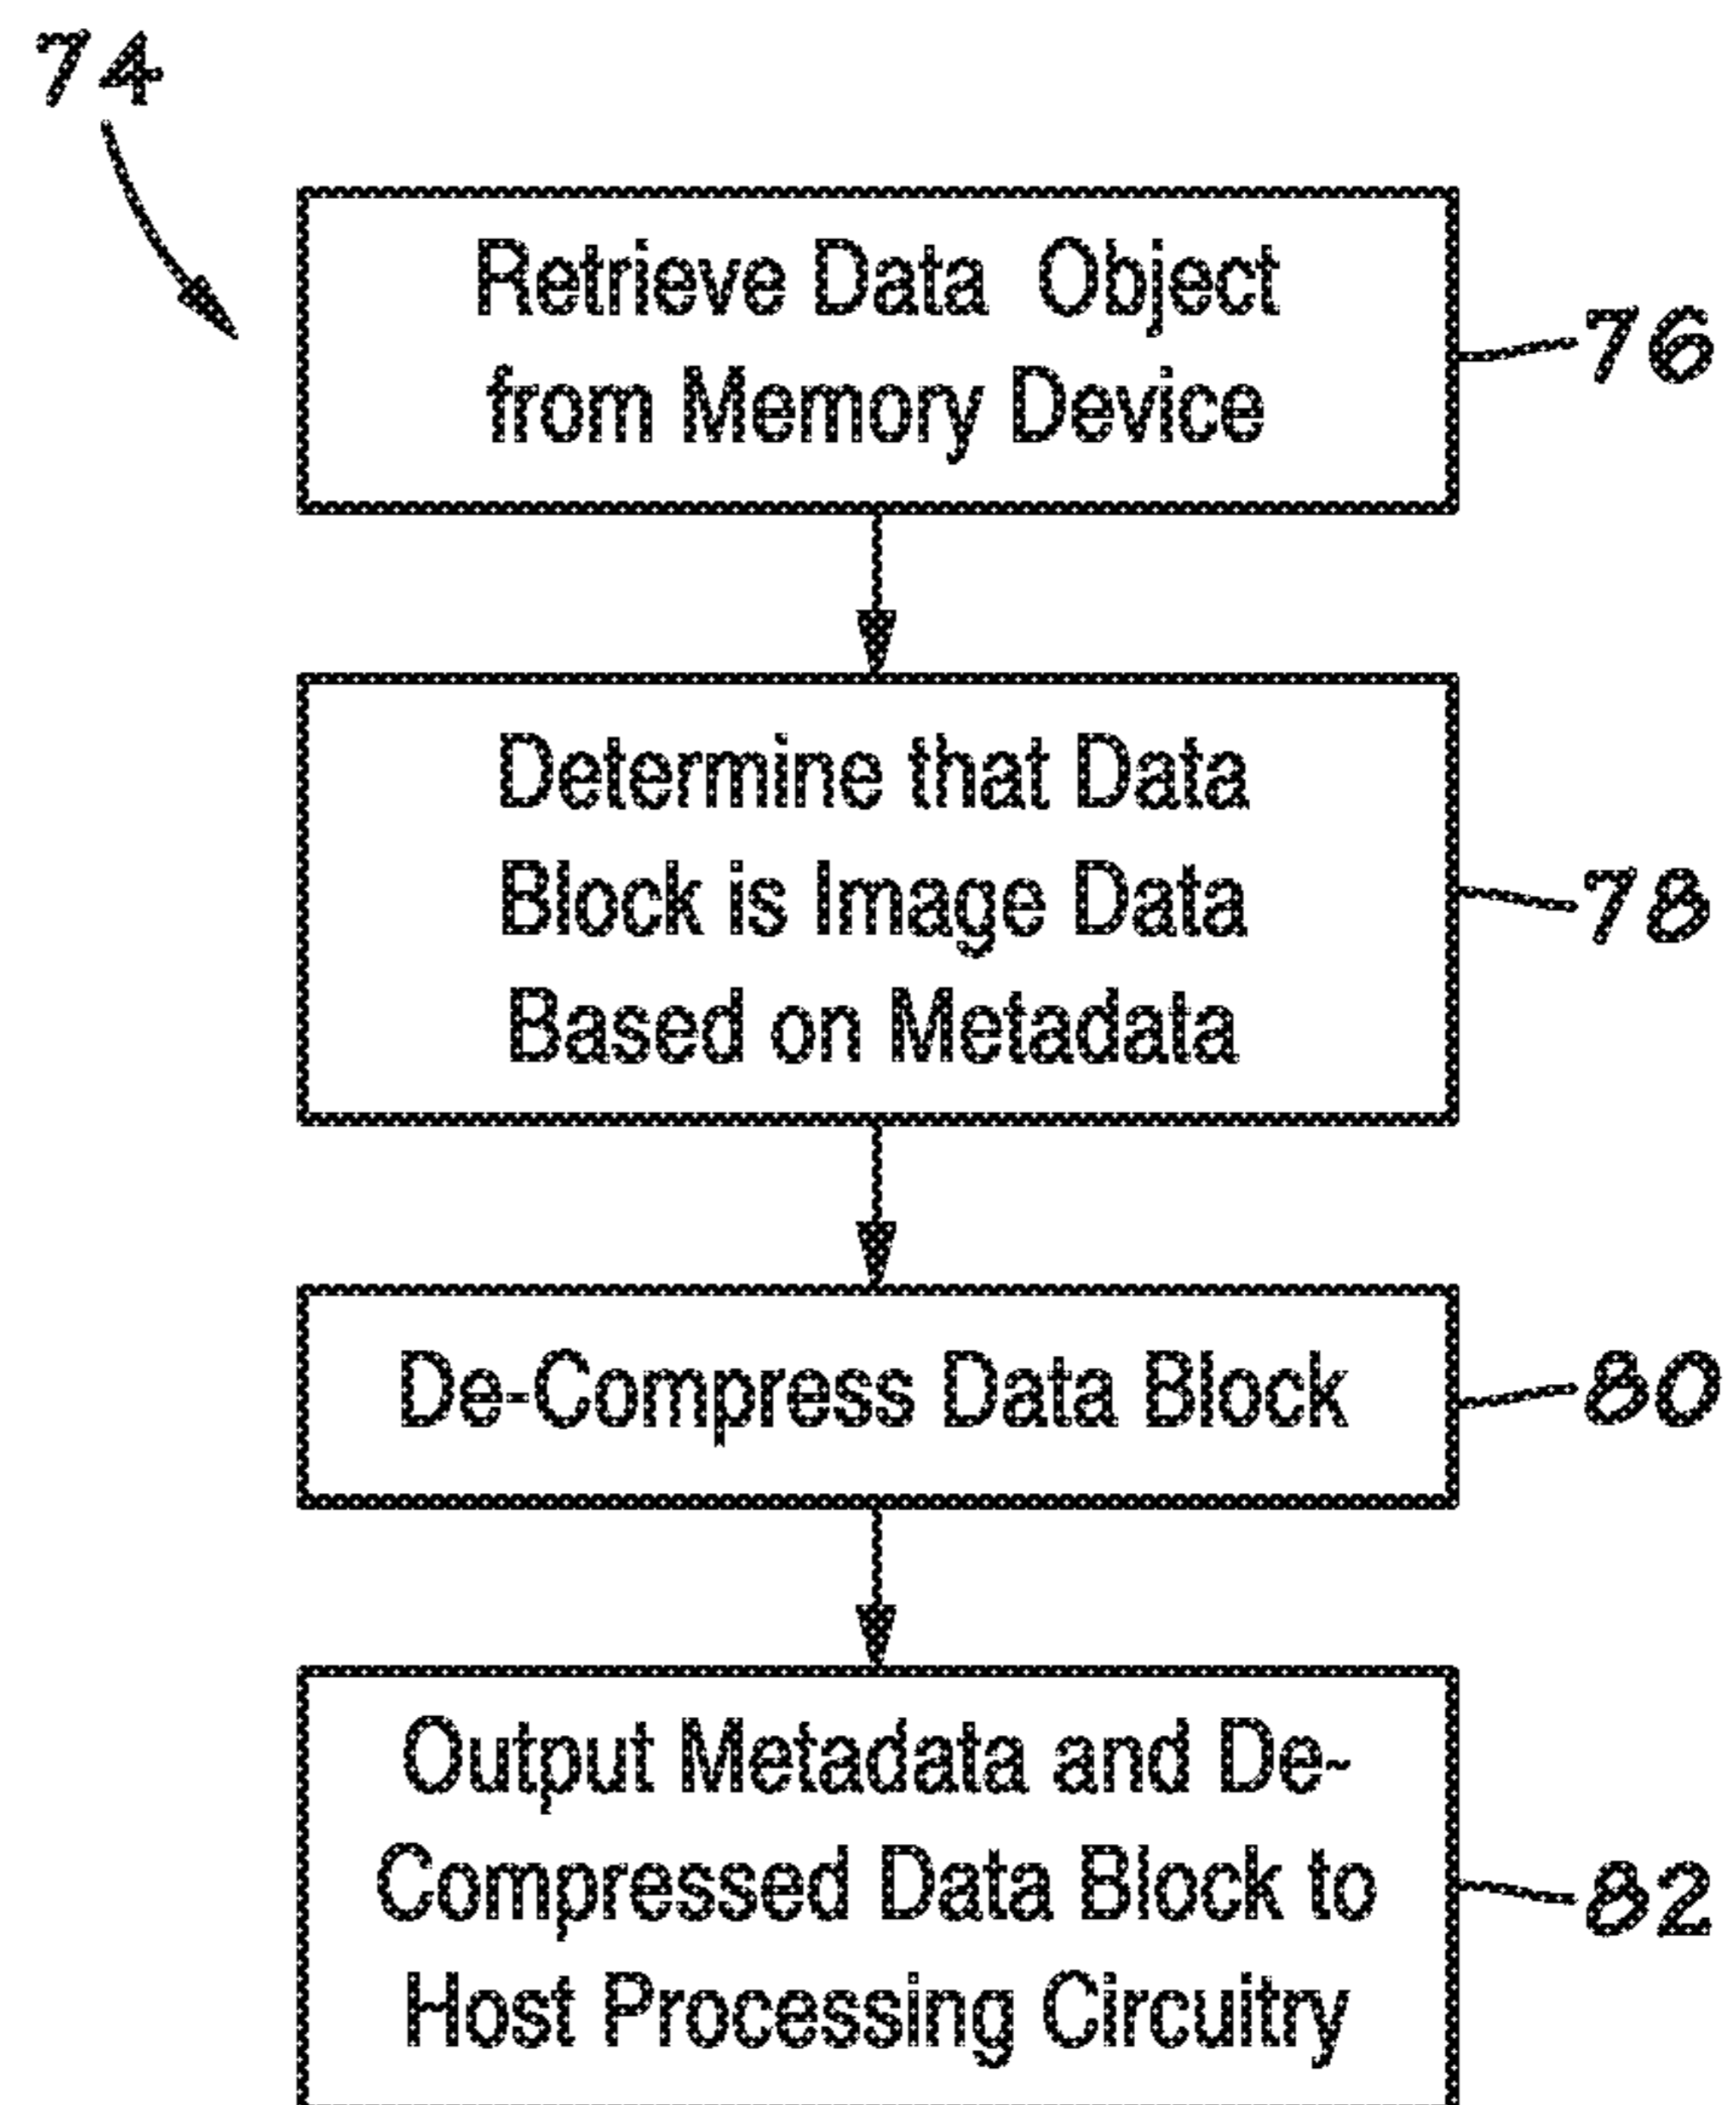 74
Retrieve Data Object
from Memory Device
76
Determine that Data
Block is Image Data
Based on Metadata
78
De-Compress Data Block
80
Output Metadata and De-
Compressed Data Block to
Host Processing Circuitry
82